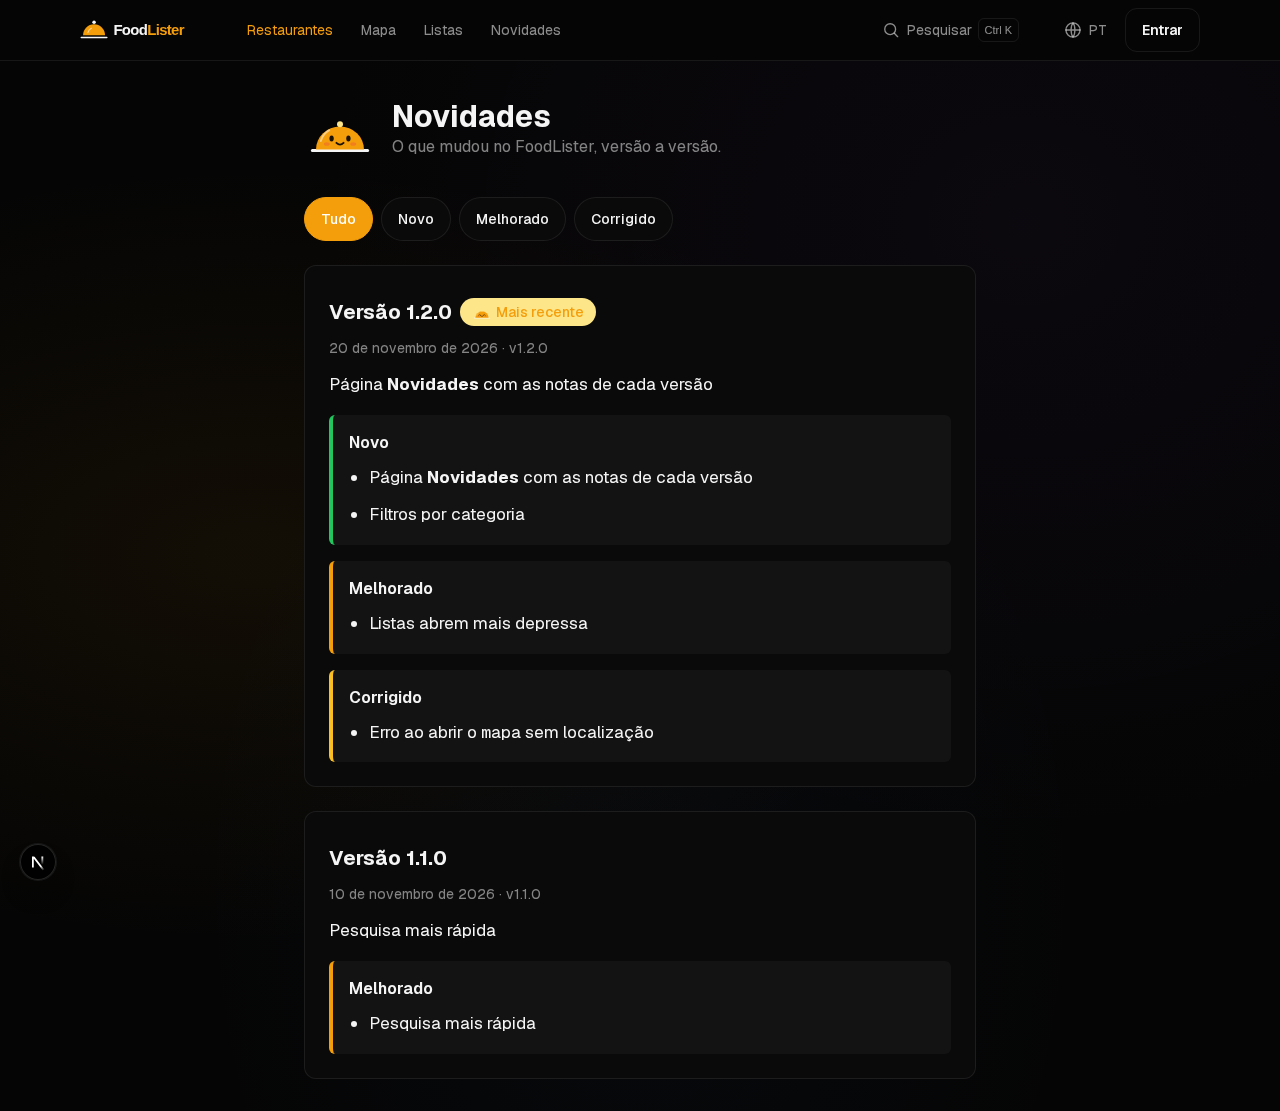 FoodLister
Restaurantes
Mapa
Listas
Novidades
Pesquisar
Ctrl K
PT
Entrar
Novidades
O que mudou no FoodLister, versão a versão.
Tudo
Novo
Melhorado
Corrigido
Versão 1.2.0
Mais recente
20 de novembro de 2026 · v1.2.0
Página Novidades com as notas de cada versão
Novo
Página Novidades com as notas de cada versão
Filtros por categoria
Melhorado
Listas abrem mais depressa
Corrigido
Erro ao abrir o mapa sem localização
Versão 1.1.0
10 de novembro de 2026 · v1.1.0
Pesquisa mais rápida
Melhorado
Pesquisa mais rápida
N